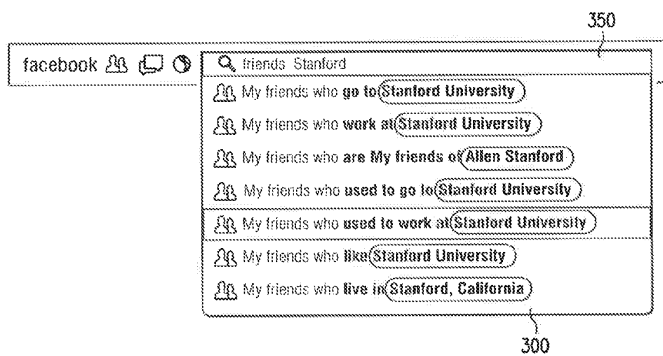 350
facebook friends Stanford
My friends who go to Stanford University
My friends who work at Stanford University
My friends who are My friends of Allen Stanford
My friends who used to go to Stanford University
My friends who used to work at Stanford University
My friends who like Stanford University
My friends who live in Stanford, California
300